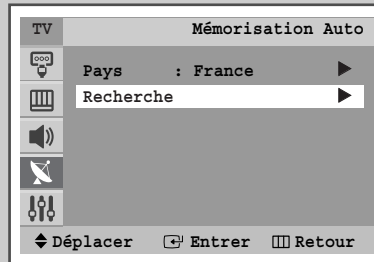 TV Mémorisation Auto
Pays : France
Recherche
Déplacer Entrer Retour